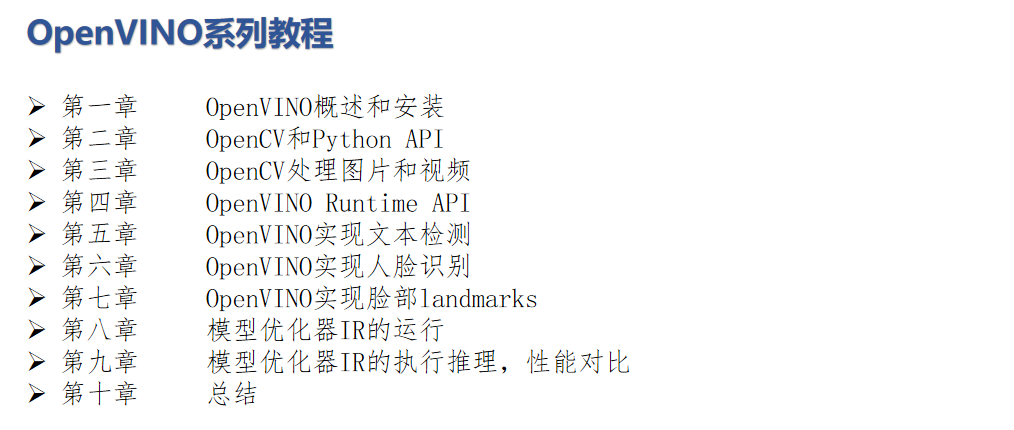 OpenVINO系列教程
➢ 第一章 OpenVINO概述和安装
➢ 第二章 OpenCV和Python API
➢ 第三章 OpenCV处理图片和视频
➢ 第四章 OpenVINO Runtime API
➢ 第五章 OpenVINO实现文本检测
➢ 第六章 OpenVINO实现人脸识别
➢ 第七章 OpenVINO实现脸部landmarks
➢ 第八章 模型优化器IR的运行
➢ 第九章 模型优化器IR的执行推理，性能对比
➢ 第十章 总结